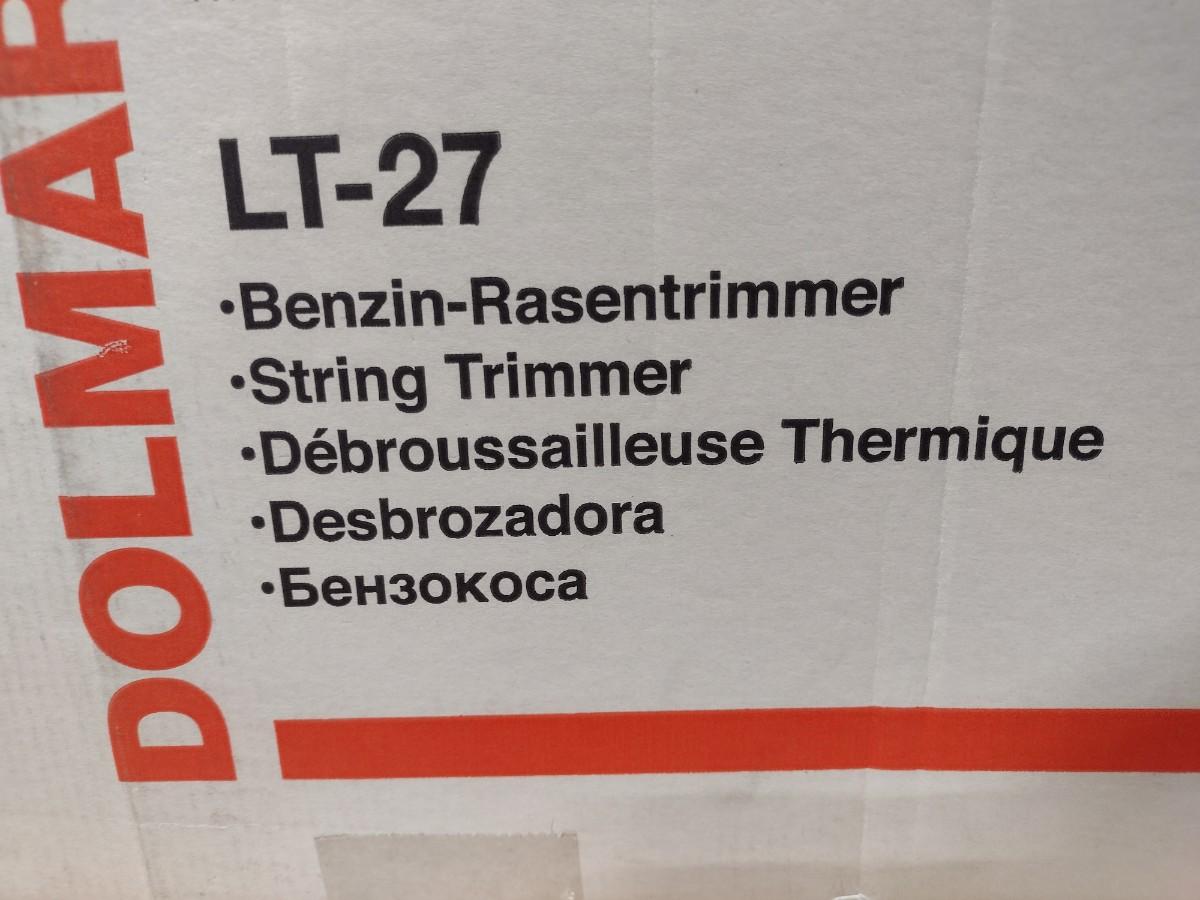 DOLMAR
LT-27
•Benzin-Rasentrimmer
•String Trimmer
•Débroussailleuse Thermique
•Desbrozadora
•Бензокоса